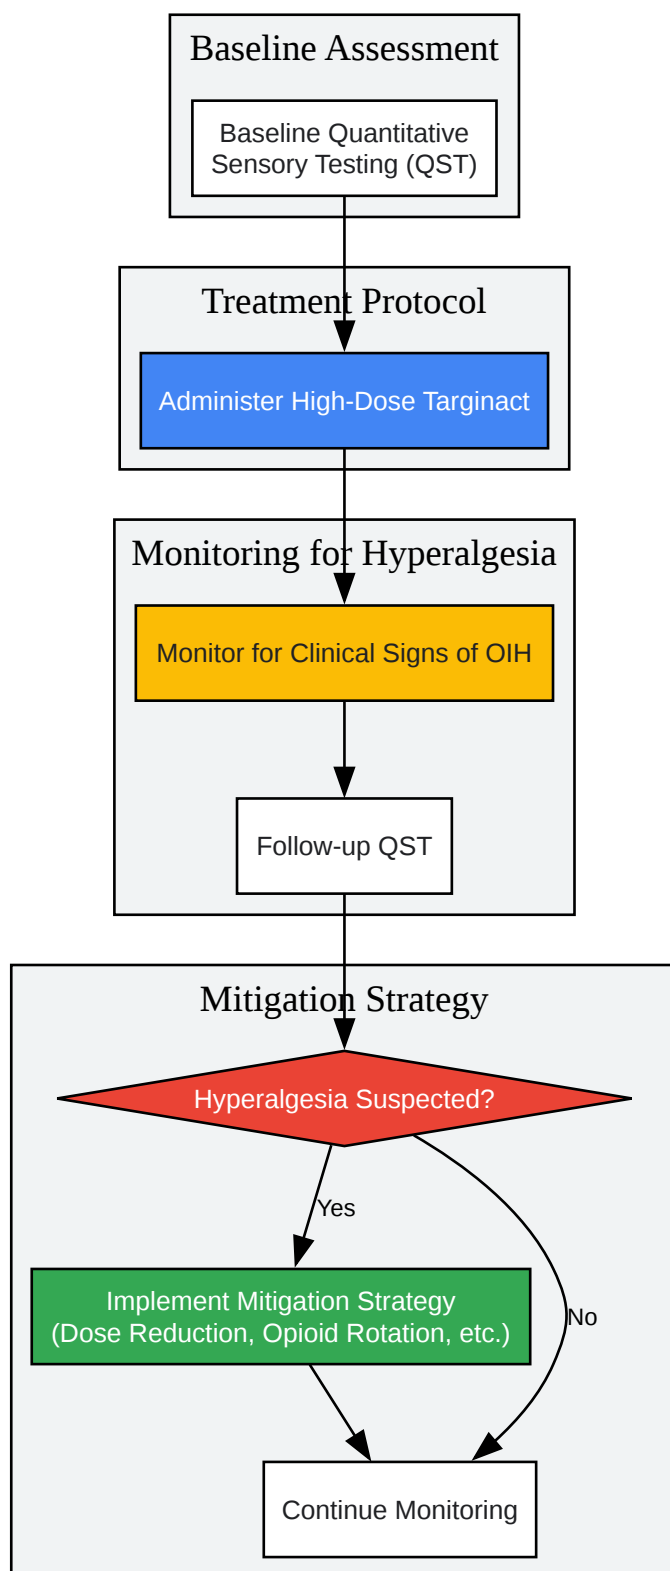 Baseline Assessment
Baseline Quantitative
Sensory Testing (QST)
Treatment Protocol
Administer High-Dose Targinact
Monitoring for Hyperalgesia
Monitor for Clinical Signs of OIH
Follow-up QST
Mitigation Strategy
Hyperalgesia Suspected?
Yes
Implement Mitigation Strategy
(Dose Reduction, Opioid Rotation, etc.)
No
Continue Monitoring